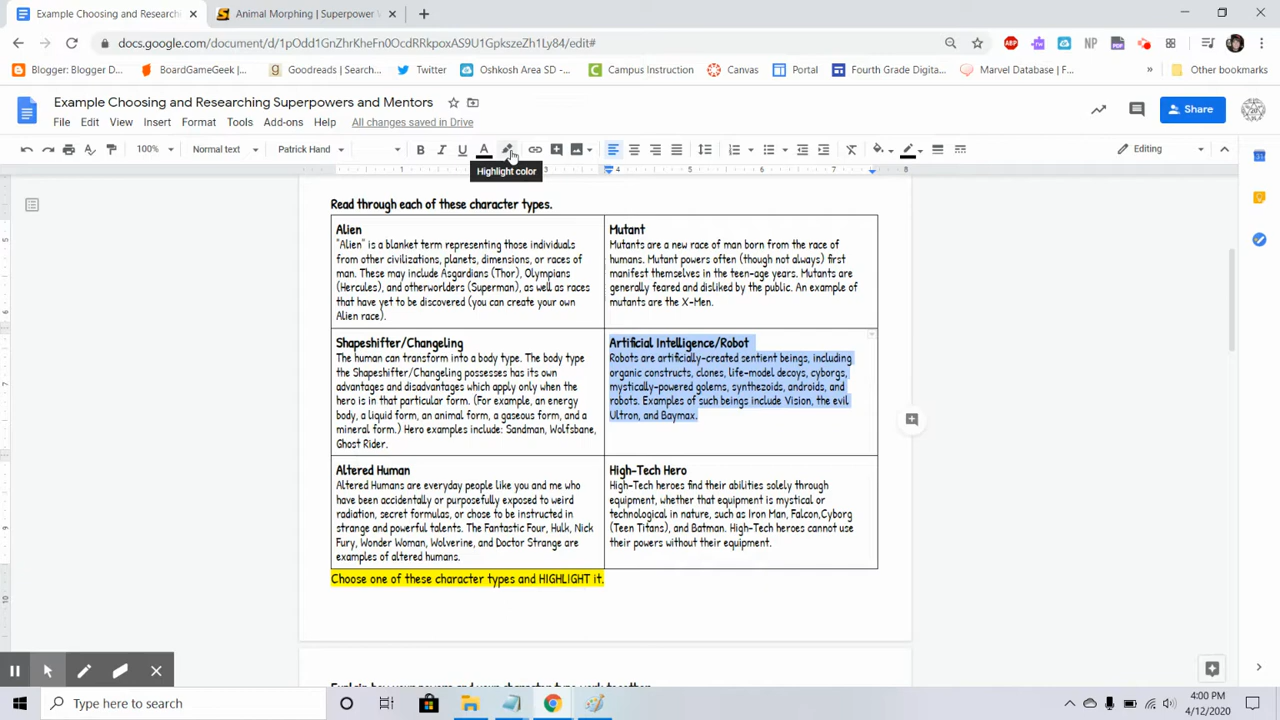 Example Choosing and Researchi
Animal Morphing | Superpower W
docs.google.com/document/d/1pOdd1GnZhrKheFn0OcdRRkpoxAS9U1GpkszeZh1Ly84/edit#
Blogger: Blogger D...
BoardGameGeek |...
Goodreads | Search...
Twitter
Oshkosh Area SD -...
Campus Instruction
Canvas
Portal
Fourth Grade Digita...
Marvel Database | Fa...
»
Other bookmarks
ABP
NP
PDF
Example Choosing and Researching Superpowers and Mentors
File Edit View Insert Format Tools Add-ons Help All changes saved in Drive
Share
100% Normal text Patrick Hand
B I U A
Editing
Highlight color
1 3 4 5 6 7 8
Read through each of these character types.
Alien
"Alien" is a blanket term representing those individuals
from other civilizations, planets, dimensions, or races of
man. These may include Asgardians (Thor), Olympians
(Hercules), and otherworlders (Superman), as well as races
that have yet to be discovered (you can create your own
Alien race).
Mutant
Mutants are a new race of man born from the race of
humans. Mutant powers often (though not always) first
manifest themselves in the teen-age years. Mutants are
generally feared and disliked by the public. An example of
mutants are the X-Men.
Shapeshifter/Changeling
The human can transform into a body type. The body type
the Shapeshifter/Changeling possesses has its own
advantages and disadvantages which apply only when the
hero is in that particular form. (For example, an energy
body, a liquid form, an animal form, a gaseous form, and a
mineral form.) Hero examples include: Sandman, Wolfsbane,
Ghost Rider.
Artificial Intelligence/Robot
Robots are artificially-created sentient beings, including
organic constructs, clones, life-model decoys, cyborgs,
mystically-powered golems, synthezoids, androids, and
robots. Examples of such beings include Vision, the evil
Ultron, and Baymax.
Altered Human
Altered Humans are everyday people like you and me who
have been accidentally or purposefully exposed to weird
radiation, secret formulas, or chose to be instructed in
strange and powerful talents. The Fantastic Four, Hulk, Nick
Fury, Wonder Woman, Wolverine, and Doctor Strange are
examples of altered humans.
High-Tech Hero
High-Tech heroes find their abilities solely through
equipment, whether that equipment is mystical or
technological in nature, such as Iron Man, Falcon,Cyborg
(Teen Titans), and Batman. High-Tech heroes cannot use
their powers without their equipment.
Choose one of these character types and HIGHLIGHT it.
Type here to search
4:00 PM
4/12/2020